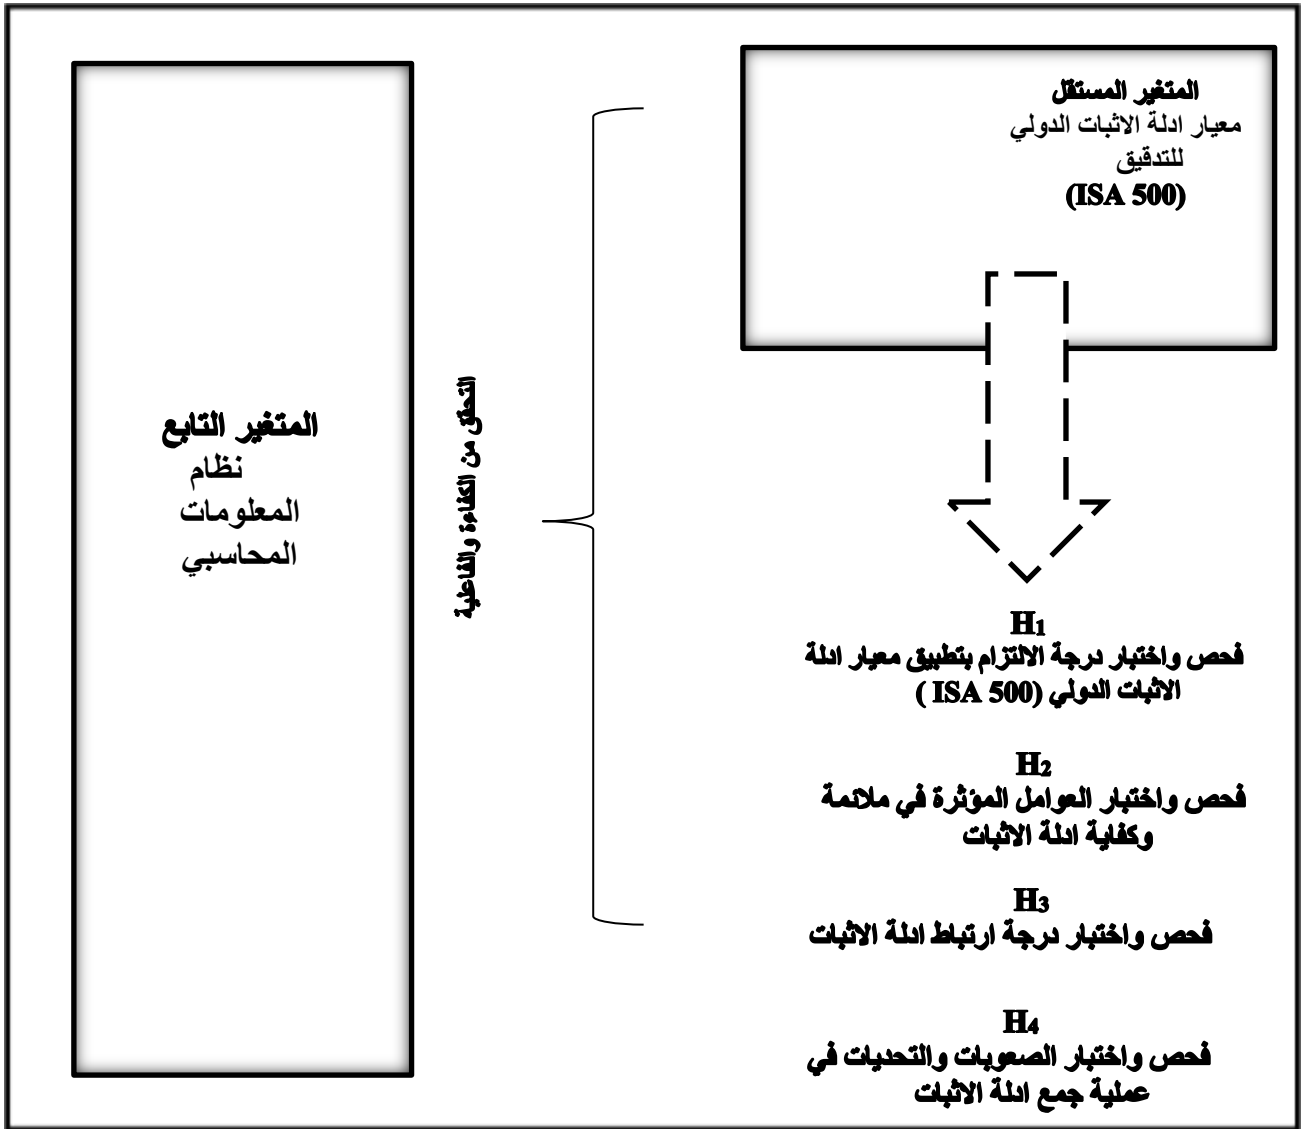 المتغير المستقل
معيار ادلة الاثبات الدولي
للتدقيق
(ISA 500)
H1
فحص واختبار درجة الالتزام بتطبيق معيار ادلة
الاثبات الدولي (ISA 500 )
H2
فحص واختبار العوامل المؤثرة في ملائمة
وكفاية ادلة الاثبات
H3
فحص واختبار درجة ارتباط ادلة الاثبات
H4
فحص واختبار الصعوبات والتحديات في
عملية جمع ادلة الاثبات
التحقق من الكفاءة والفاعلية
المتغير التابع
نظام
المعلومات
المحاسبي